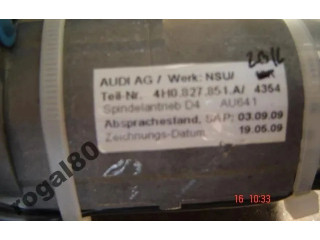 2016
AUDI AG / Werk: NSU/
Teil-Nr. 4H0.827.851.A/ 4354
Spindelantrieb D4 AU641
Absprachestand, SAP: 03.09.09
Zeichnungs-Datum 19.05.09
rogal80
16 10:33